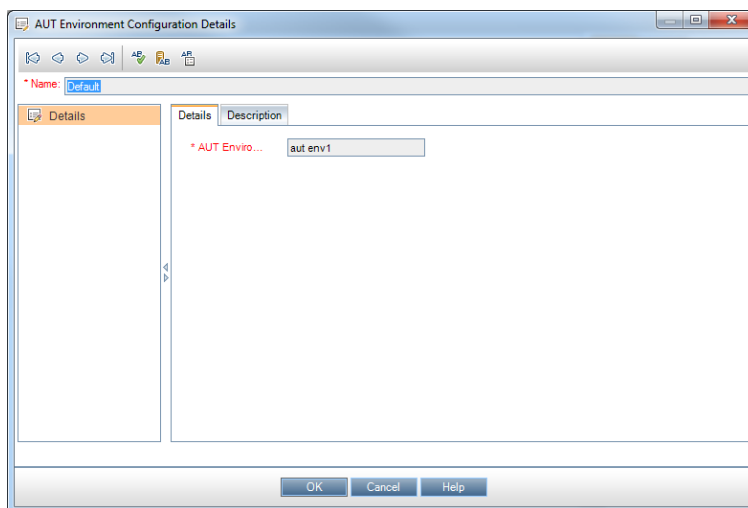 AUT Environment Configuration Details
* Name: Default
Details
Details Description
* AUT Enviro... aut env1
OK Cancel Help